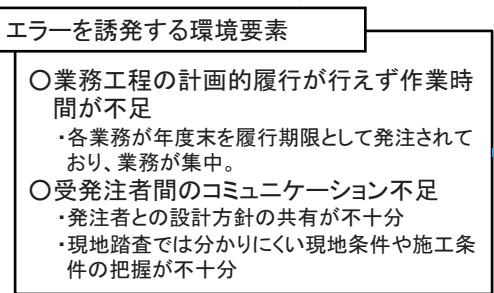 エラーを誘発する環境要素
○業務工程の計画的履行が行えず作業時
間が不足
・各業務が年度末を履行期限として発注されて
おり、業務が集中。
○受発注者間のコミュニケーション不足
・発注者との設計方針の共有が不十分
・現地踏査では分かりにくい現地条件や施工条
件の把握が不十分